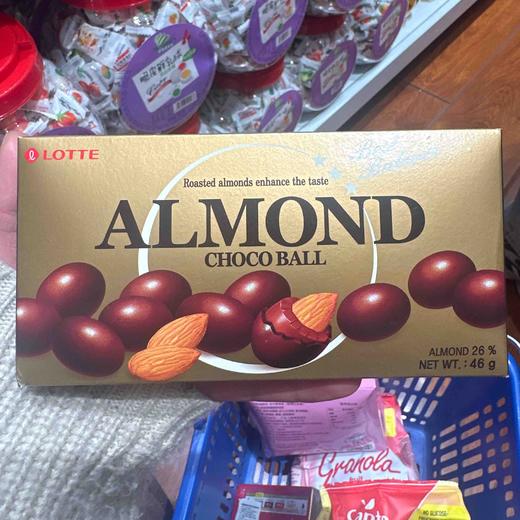 LOTTE
Roasted almonds enhance the taste
ALMOND
CHOCO BALL
ALMOND 26 %
NET WT. : 46 g
Granola